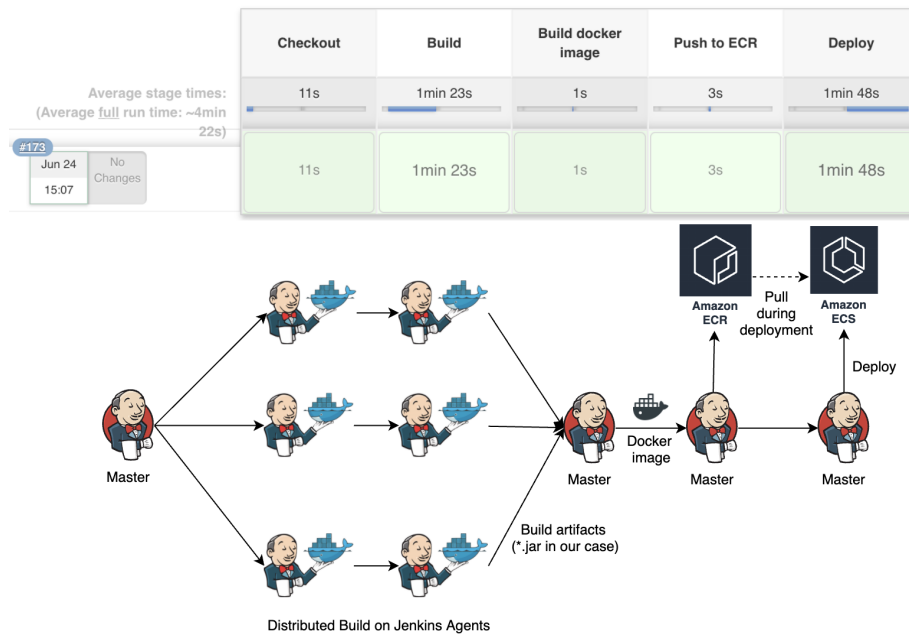 Checkout
Build
Build docker
image
Push to ECR
Deploy
Average stage times:
(Average full run time: ~4min
22s)
11s
1min 23s
1s
3s
1min 48s
#173
Jun 24
15:07
No
Changes
11s
1min 23s
1s
3s
1min 48s
Amazon
ECR
Pull
during
deployment
Amazon
ECS
Deploy
Master
Docker
image
Master
Master
Master
Build artifacts
(*.jar in our case)
Distributed Build on Jenkins Agents